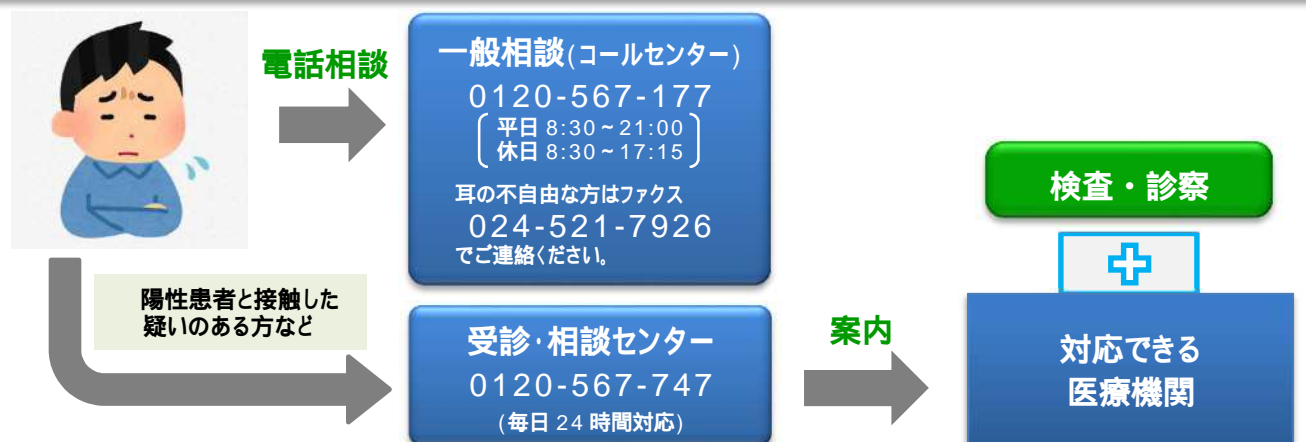 電話相談
一般相談(コールセンター)
0120-567-177
平日 8:30~21:00
休日 8:30~17:15
耳の不自由な方はファクス
024-521-7926
でご連絡ください。
陽性患者と接触した
疑いのある方など
受診・相談センター
0120-567-747
(毎日 24 時間対応)
案内
検査・診察
対応できる
医療機関